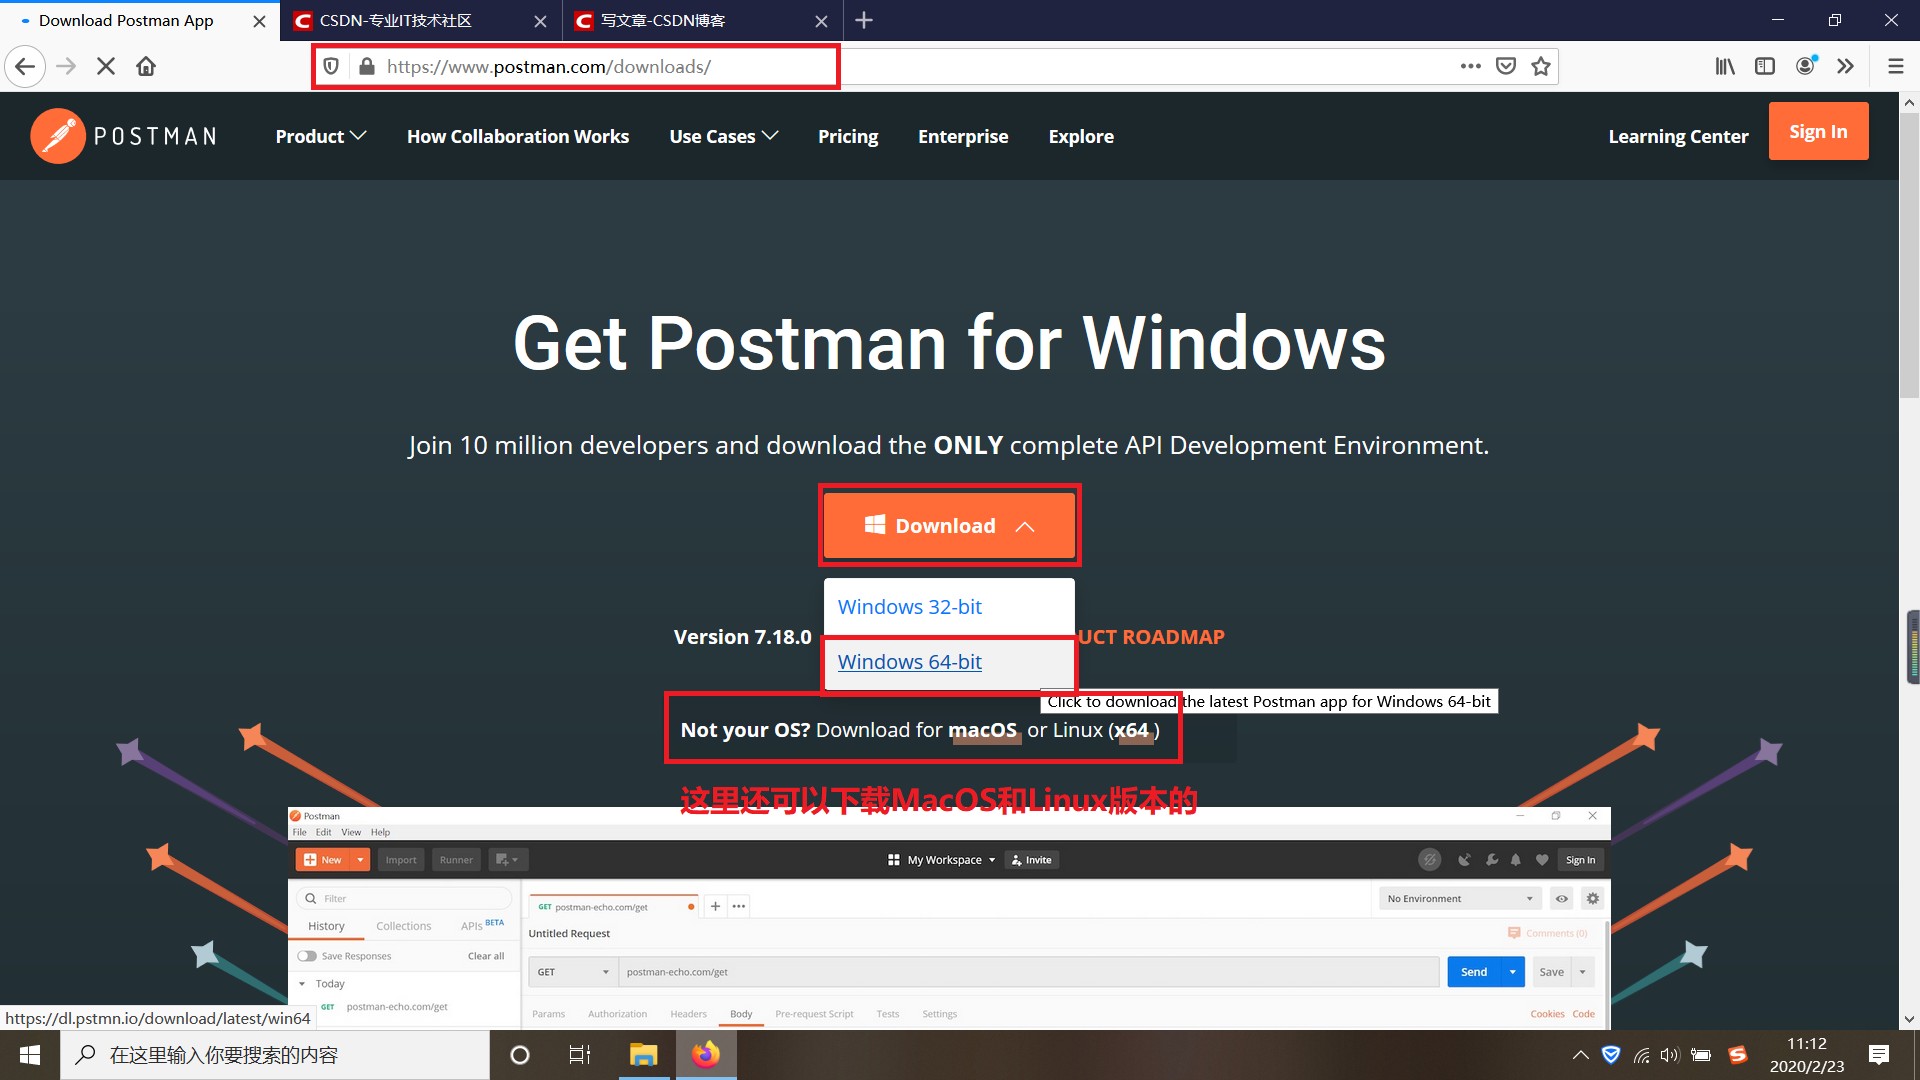 Download Postman App
CSDN-专业IT技术社区
写文章-CSDN博客
https://www.postman.com/downloads/
POSTMAN
Product
How Collaboration Works
Use Cases
Pricing
Enterprise
Explore
Learning Center
Sign In
Get Postman for Windows
Join 10 million developers and download the ONLY complete API Development Environment.
Download
Windows 32-bit
Version 7.18.0
UCT ROADMAP
Windows 64-bit
Click to download the latest Postman app for Windows 64-bit
Not your OS? Download for macOS or Linux (x64)
这里还可以下载MacOS和Linux版本的
Postman
File Edit View Help
New
Import
Runner
My Workspace
Invite
Sign In
Filter
GET postman-echo.com/get
No Environment
History
Collections
APIs BETA
Untitled Request
Comments (0)
Save Responses
Clear all
GET
postman-echo.com/get
Send
Save
Today
GET postman-echo.com/get
Params
Authorization
Headers
Body
Pre-request Script
Tests
Settings
Cookies
Code
https://dl.pstmn.io/download/latest/win64
在这里输入你要搜索的内容
11:12
2020/2/23